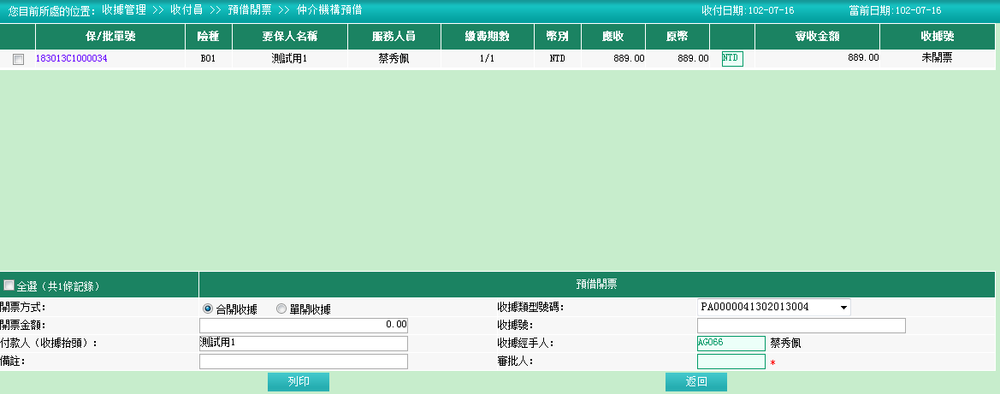 您目前所處的位置: 收據管理 >> 收付員 >> 預借開票 >> 仲介機構預借 收付日期:102-07-16 當前日期:102-07-16
保/批單號 險種 要保人名稱 服務人員 繳費期數 幣別 應收 原幣 實收金額 收據號
183013C1000034 B01 測試用1 蔡秀佩 1/1 NTD 889.00 889.00 NTD 889.00 未開票
全選（共1條記錄） 預借開票
開票方式: 合開收據 單開收據 收據類型號碼: PA0000041302013004
開票金額: 0.00 收據號:
付款人（收據抬頭）: 測試用1 收據經手人: AG066 蔡秀佩
備註: 審批人: *
列印 返回